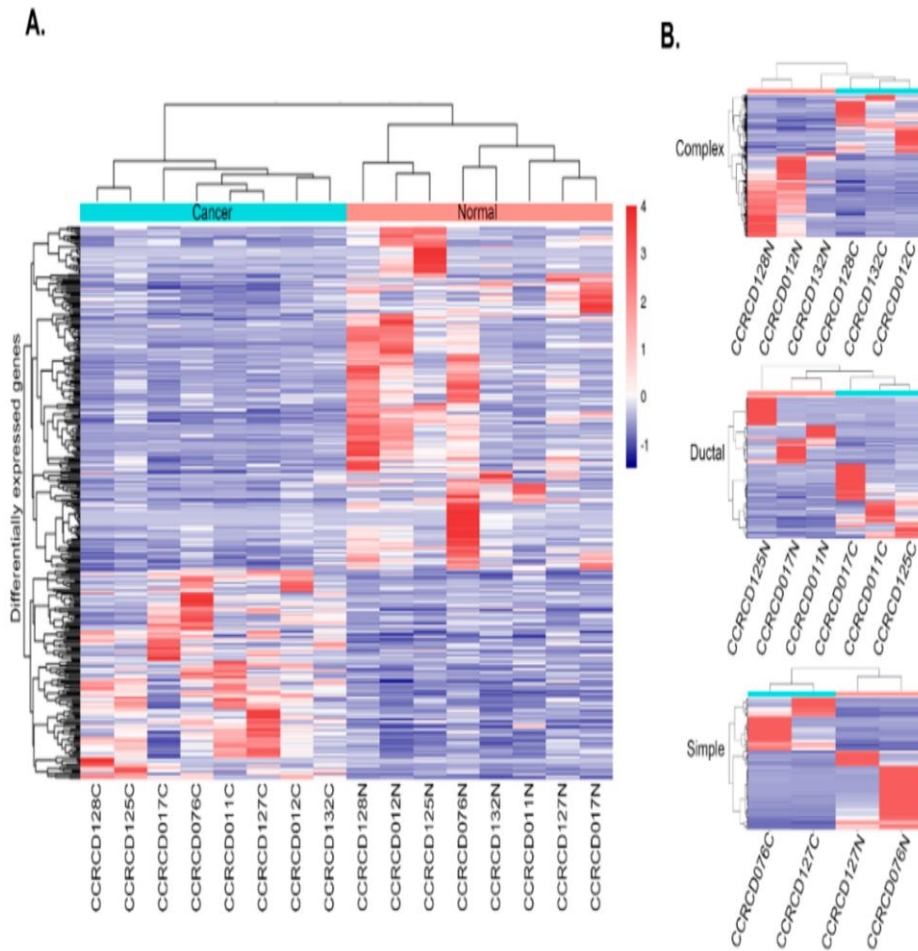 A.
Cancer
Normal
4
3
2
1
0
-1
Differentially expressed genes
CCRCD128C
CCRCD125C
CCRCD017C
CCRCD076C
CCRCD011C
CCRCD127C
CCRCD012C
CCRCD132C
CCRCD128N
CCRCD012N
CCRCD125N
CCRCD076N
CCRCD132N
CCRCD011N
CCRCD127N
CCRCD017N
B.
Complex
CCRCD128N
CCRCD012N
CCRCD132N
CCRCD128C
CCRCD132C
CCRCD012C
Ductal
CCRCD125N
CCRCD017N
CCRCD011N
CCRCD017C
CCRCD011C
CCRCD125C
Simple
CCRCD076C
CCRCD127C
CCRCD127N
CCRCD076N